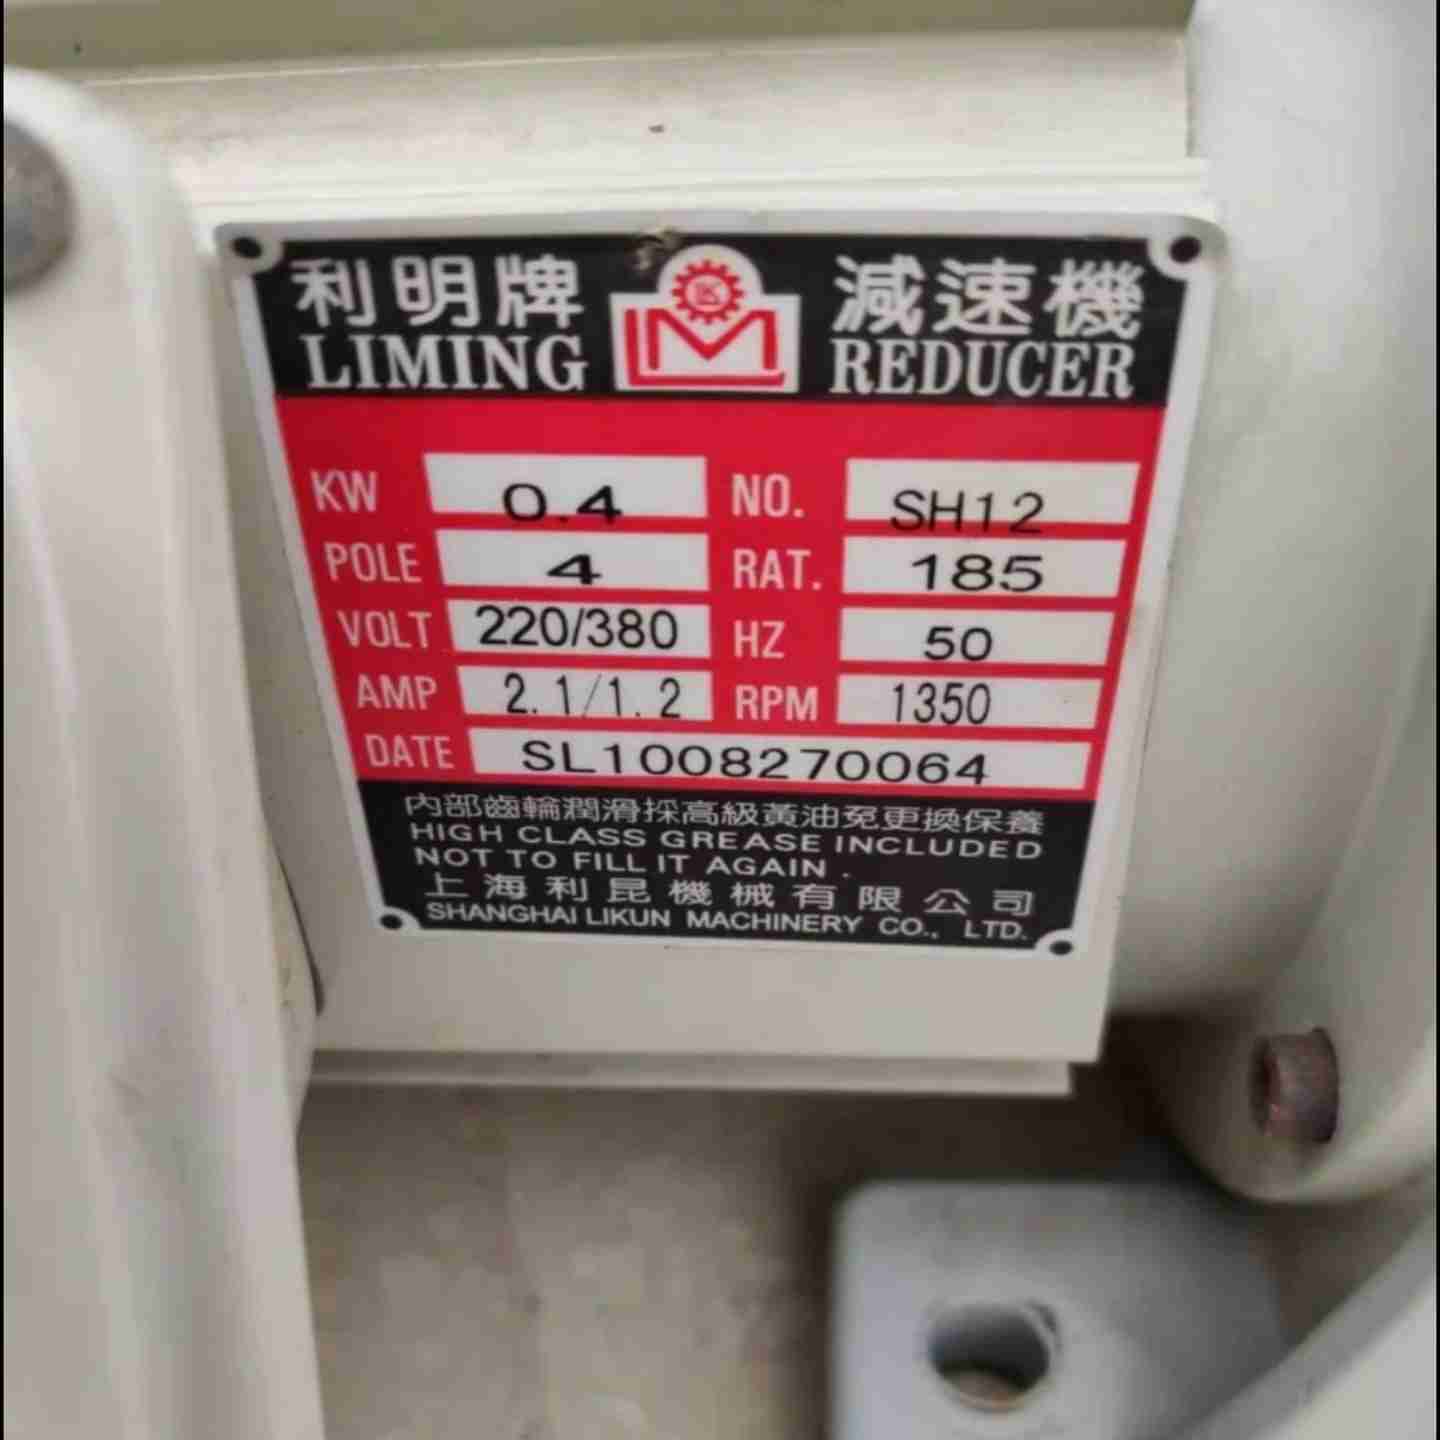 利明牌 減速機
LIMING LM REDUCER
KW 0.4 NO. SH12
POLE 4 RAT. 185
VOLT 220/380 HZ 50
AMP 2.1/1.2 RPM 1350
DATE SL1008270064
內部齒輪潤滑採高級黃油免更換保養
HIGH CLASS GREASE INCLUDED
NOT TO FILL IT AGAIN .
上海利昆機械有限公司
SHANGHAI LIKUN MACHINERY CO., LTD.